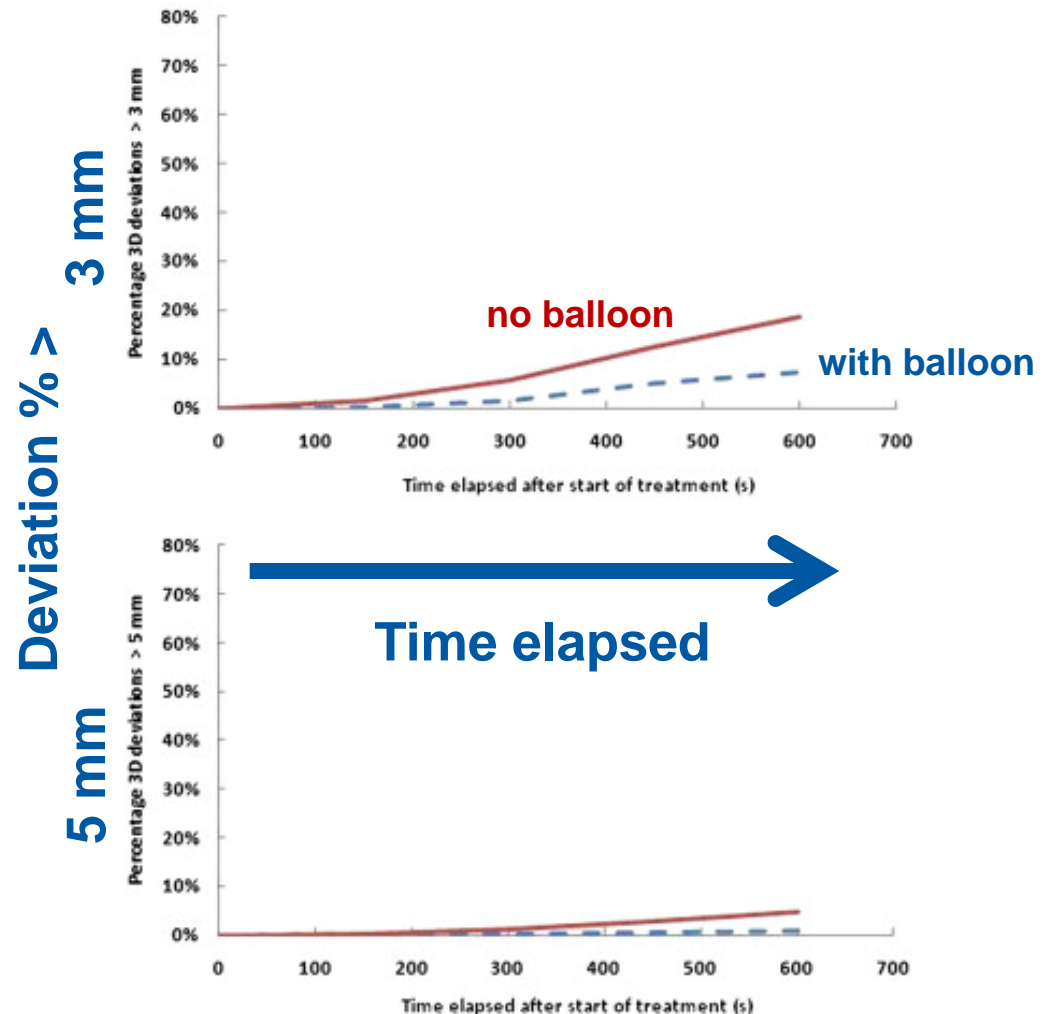 Deviation % >
3 mm
Percentage 3D deviations > 3 mm
80%
70%
60%
50%
40%
30%
20%
10%
0%
no balloon
with balloon
0 100 200 300 400 500 600 700
Time elapsed after start of treatment (s)
5 mm
Percentage 3D deviations > 5 mm
80%
70%
60%
50%
40%
30%
20%
10%
0%
Time elapsed
0 100 200 300 400 500 600 700
Time elapsed after start of treatment (s)